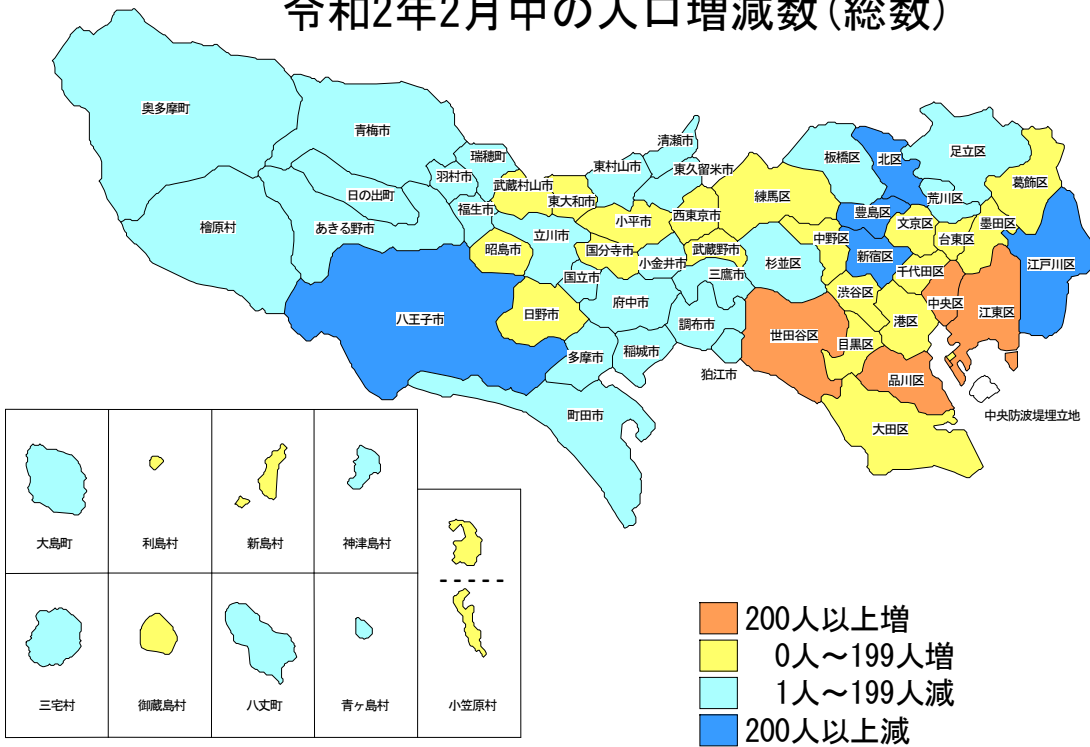 令和2年2月中の人口増減数(総数)
奥多摩町
青梅市
瑞穂町
羽村市
日の出町
檜原村
あきる野市
福生市
武蔵村山市
東大和市
東村山市
清瀬市
東久留米市
小平市
西東京市
立川市
昭島市
国分寺市
小金井市
武蔵野市
国立市
三鷹市
八王子市
日野市
府中市
調布市
多摩市
稲城市
狛江市
町田市
板橋区
北区
足立区
葛飾区
荒川区
練馬区
豊島区
文京区
墨田区
台東区
中野区
新宿区
江戸川区
杉並区
千代田区
渋谷区
中央区
江東区
港区
世田谷区
目黒区
品川区
大田区
中央防波堤埋立地
大島町
利島村
新島村
神津島村
三宅村
御蔵島村
八丈町
青ヶ島村
小笠原村
200人以上増
0人～199人増
1人～199人減
200人以上減